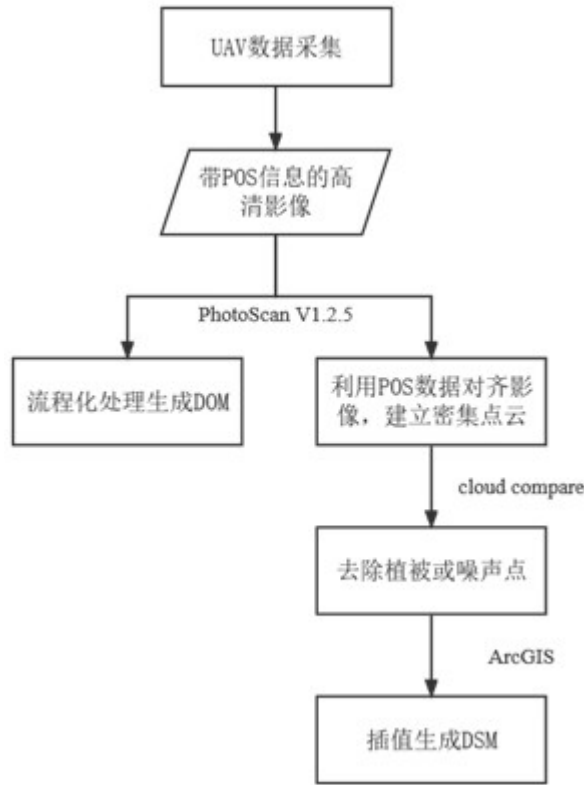 UAV数据采集
带POS信息的高
清影像
PhotoScan V1.2.5
流程化处理生成DOM
利用POS数据对齐影
像，建立密集点云
cloud compare
去除植被或噪声点
ArcGIS
插值生成DSM